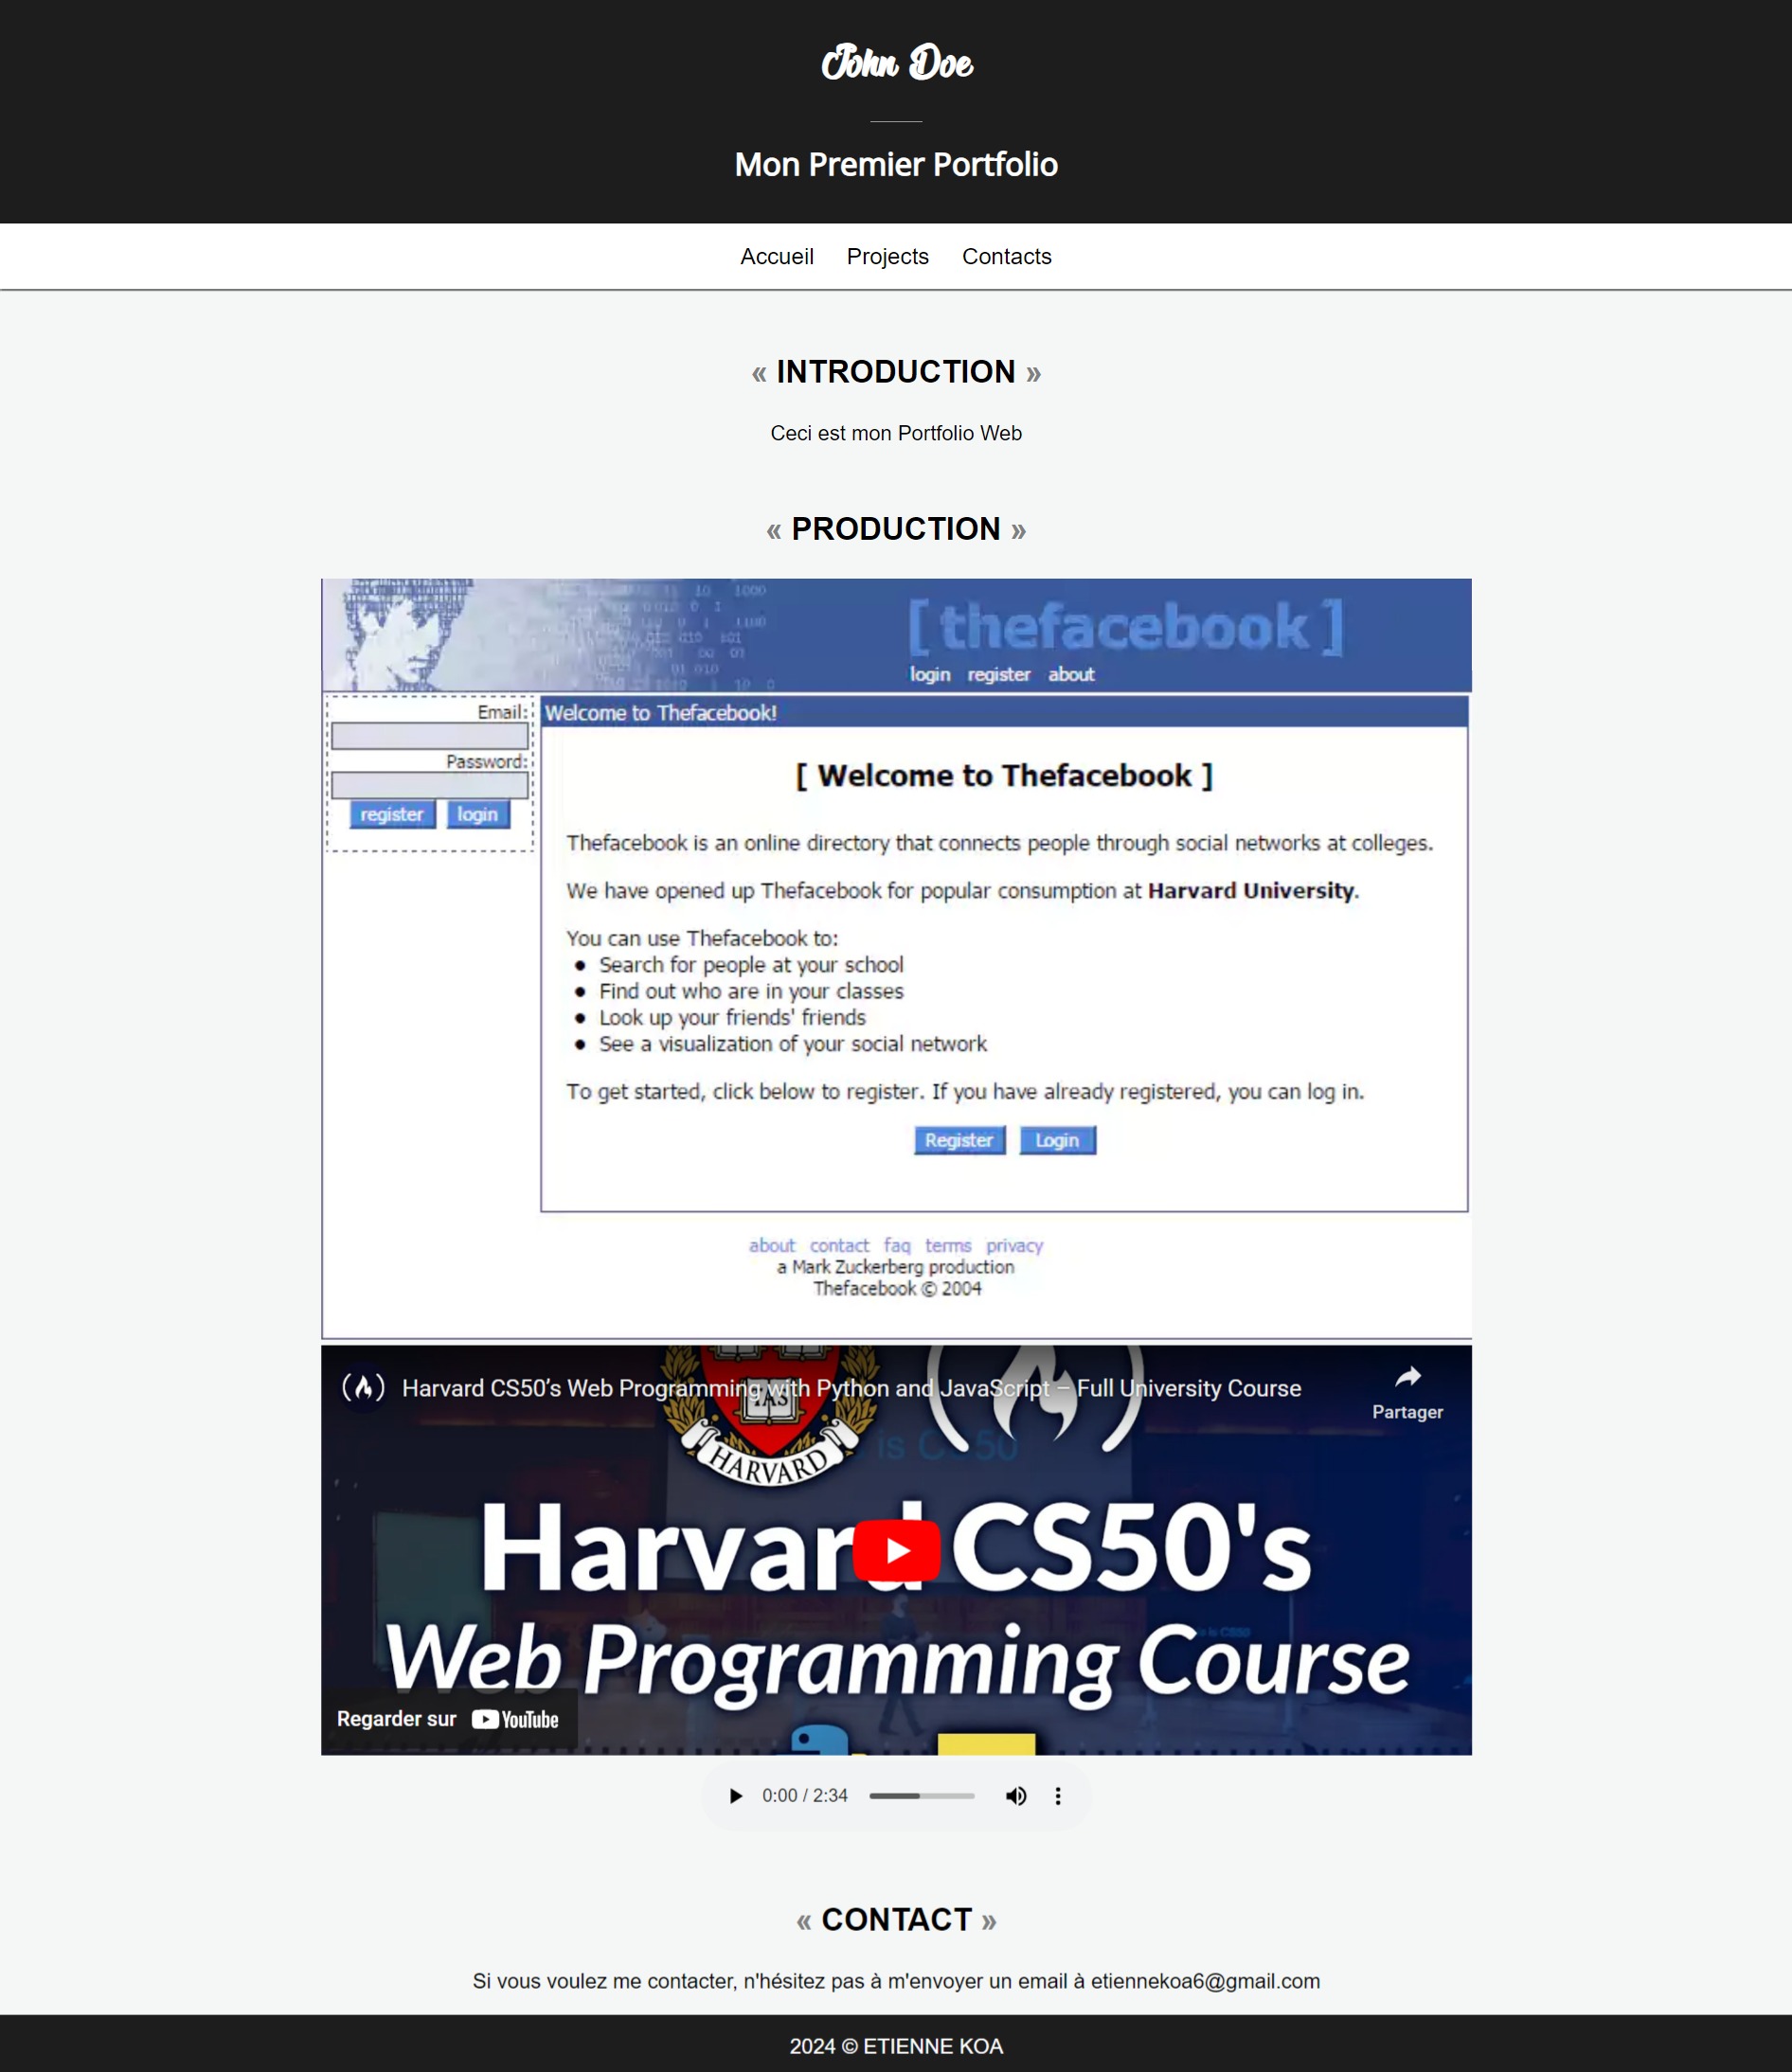 John Doe
Mon Premier Portfolio
Accueil Projects Contacts
« INTRODUCTION »
Ceci est mon Portfolio Web
« PRODUCTION »
[ thefacebook ]
login register about
Email:
Password:
register login
Welcome to Thefacebook!
[ Welcome to Thefacebook ]
Thefacebook is an online directory that connects people through social networks at colleges.
We have opened up Thefacebook for popular consumption at Harvard University.
You can use Thefacebook to:
• Search for people at your school
• Find out who are in your classes
• Look up your friends' friends
• See a visualization of your social network
To get started, click below to register. If you have already registered, you can log in.
Register Login
about contact faq terms privacy
a Mark Zuckerberg production
Thefacebook © 2004
Harvard CS50’s Web Programming with Python and JavaScript – Full University Course
Partager
HARVARD
is CS50
Harvard CS50's
Web Programming Course
Regarder sur YouTube
0:00 / 2:34
« CONTACT »
Si vous voulez me contacter, n'hésitez pas à m'envoyer un email à etiennekoa6@gmail.com
2024 © ETIENNE KOA